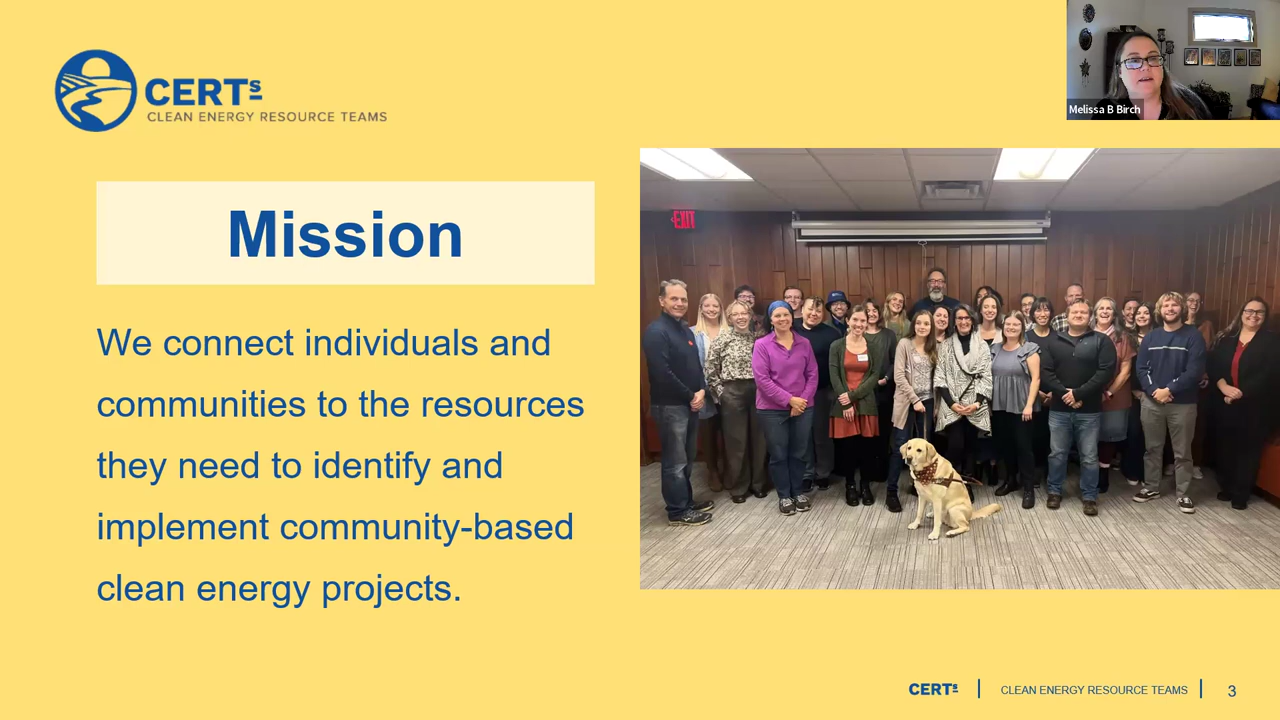 CERTs
CLEAN ENERGY RESOURCE TEAMS
Melissa B Birch
Mission
We connect individuals and
communities to the resources
they need to identify and
implement community-based
clean energy projects.
EXIT
CERTs | CLEAN ENERGY RESOURCE TEAMS | 3